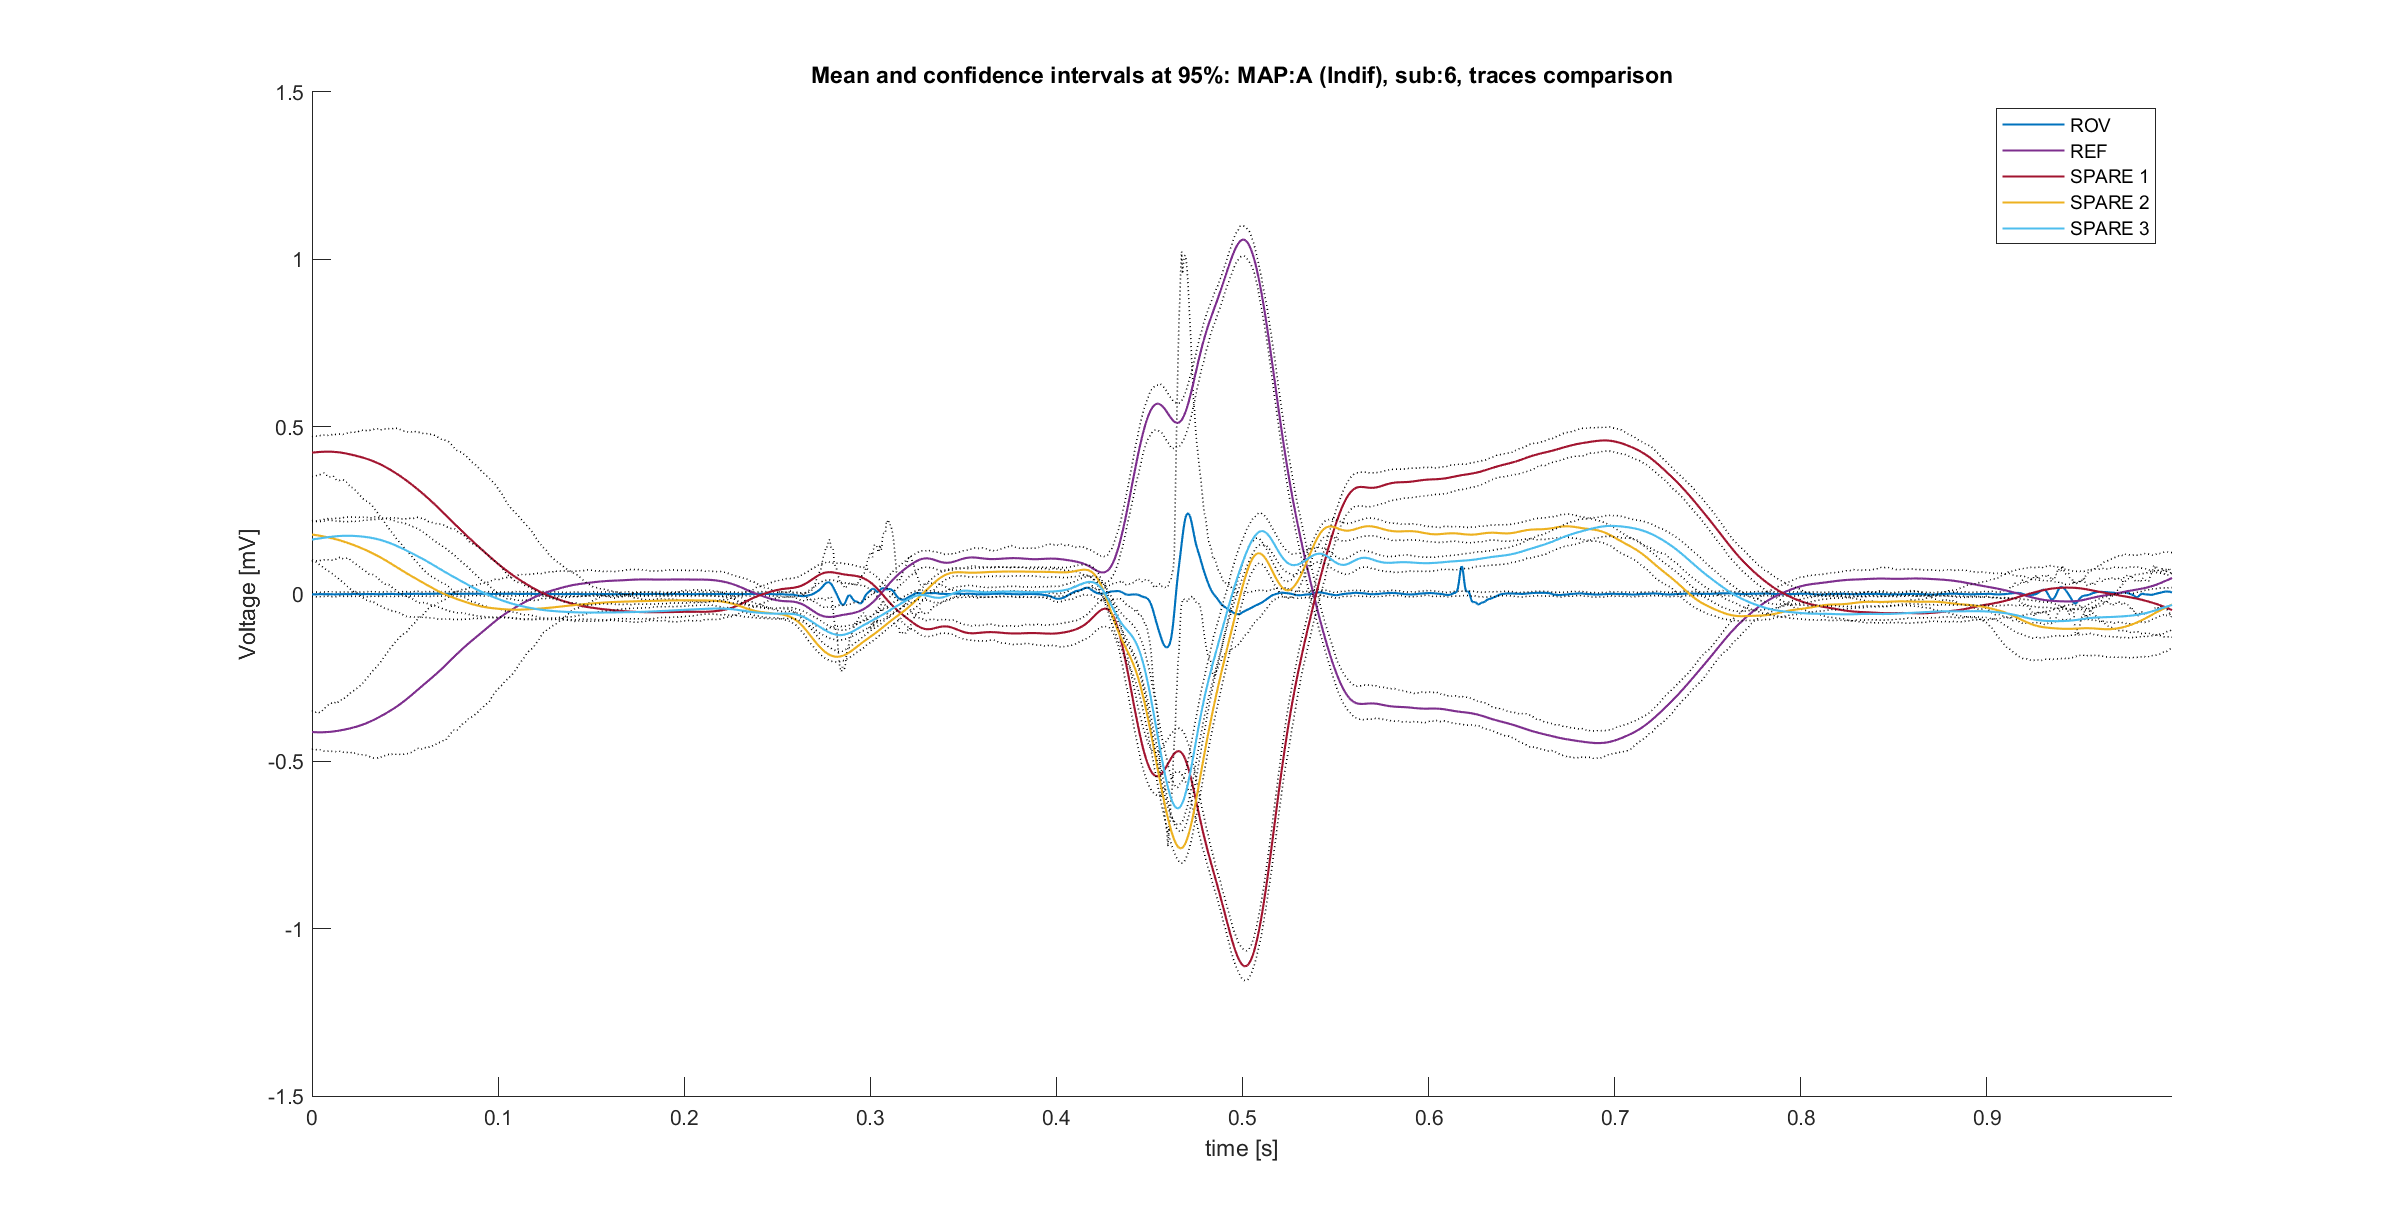 Mean and confidence intervals at 95%: MAP:A (Indif), sub:6, traces comparison
1.5
1
0.5
0
-0.5
-1
-1.5
Voltage [mV]
ROV
REF
SPARE 1
SPARE 2
SPARE 3
0 0.1 0.2 0.3 0.4 0.5 0.6 0.7 0.8 0.9
time [s]